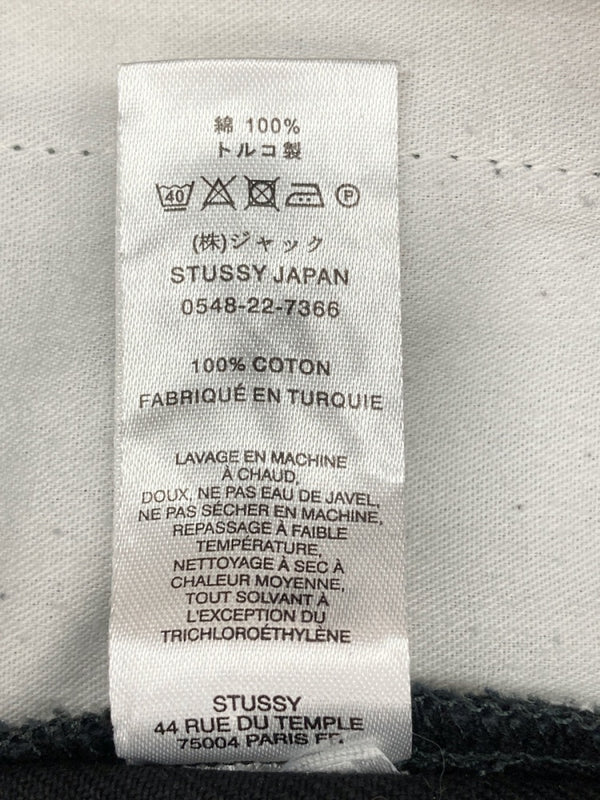 綿 100%
トルコ製
40 P
(株)ジャック
STUSSY JAPAN
0548-22-7366
100% COTON
FABRIQUÉ EN TURQUIE
LAVAGE EN MACHINE
À CHAUD,
DOUX, NE PAS EAU DE JAVEL,
NE PAS SÉCHER EN MACHINE,
REPASSAGE À FAIBLE
TEMPÉRATURE,
NETTOYAGE À SEC À
CHALEUR MOYENNE,
TOUT SOLVANT À
L'EXCEPTION DU
TRICHLOROÉTHYLÈNE
STUSSY
44 RUE DU TEMPLE
75004 PARIS FR.